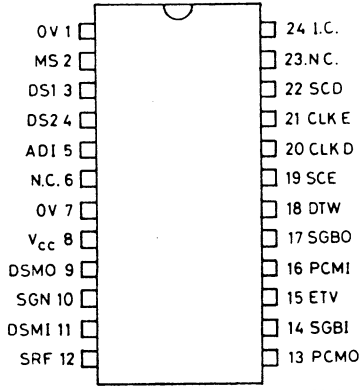 0V 1
MS 2
DS1 3
DS2 4
ADI 5
N.C. 6
0V 7
Vcc 8
DSMO 9
SGN 10
DSMI 11
SRF 12
24 I.C.
23.N C.
22 SCD
21 CLK E
20 CLK D
19 SCE
18 DTW
17 SGBO
16 PCMI
15 ETV
14 SGBI
13 PCMO